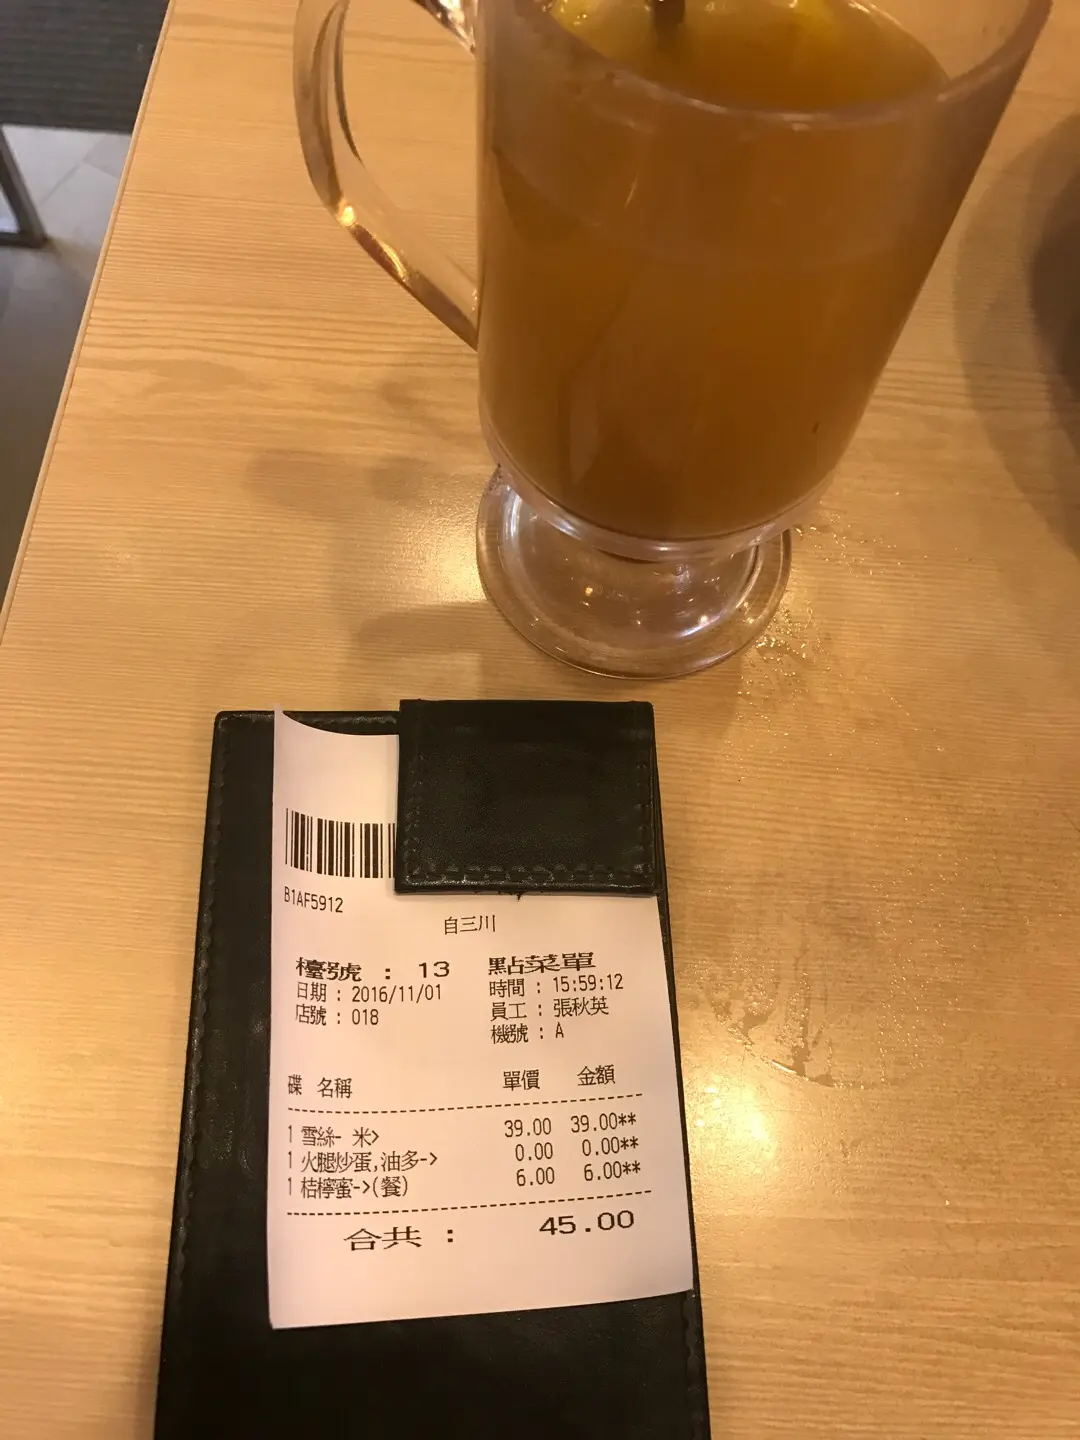 B1AF5912
自三川
檯號 : 13 點菜單
日期 : 2016/11/01 時間 : 15:59:12
店號 : 018 員工 : 張秋英
機號 : A
碟 名稱 單價 金額
1 雪絲- 米> 39.00 39.00**
1 火腿炒蛋,油多-> 0.00 0.00**
1 桔檸蜜->(餐) 6.00 6.00**
合共 : 45.00